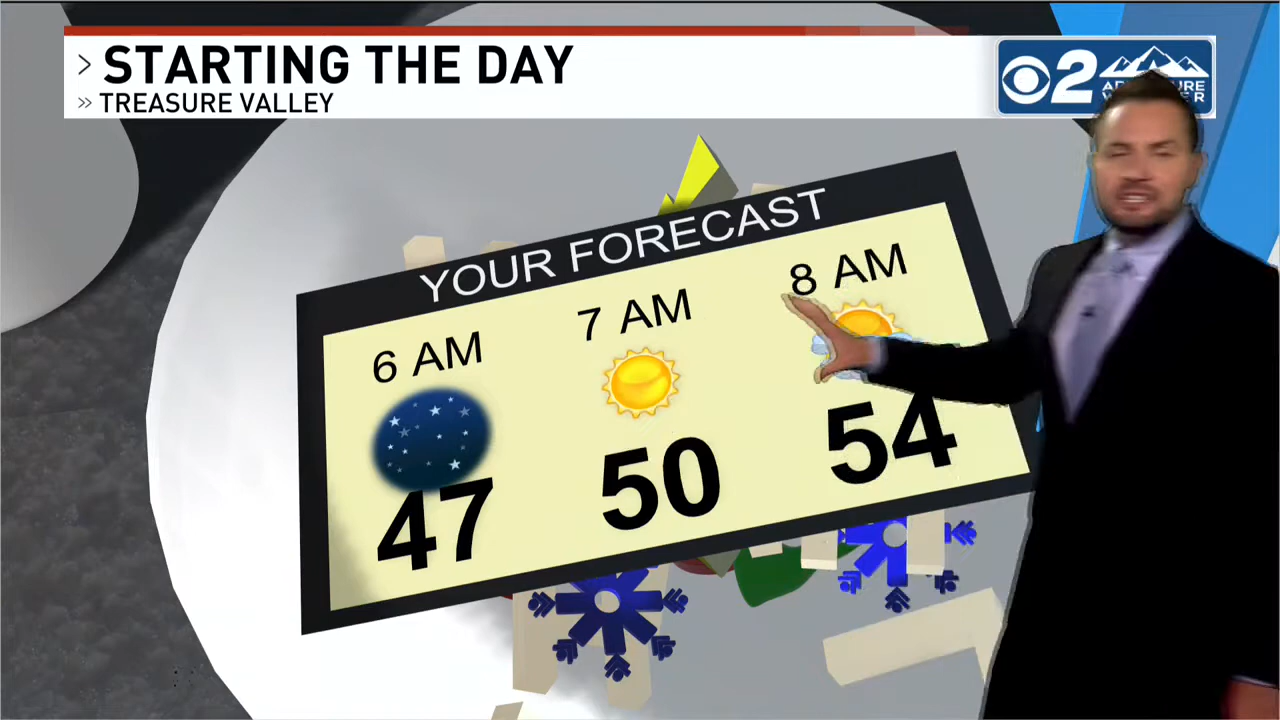 > STARTING THE DAY
» TREASURE VALLEY
2
YOUR FORECAST
6 AM
7 AM
8 AM
47
50
54